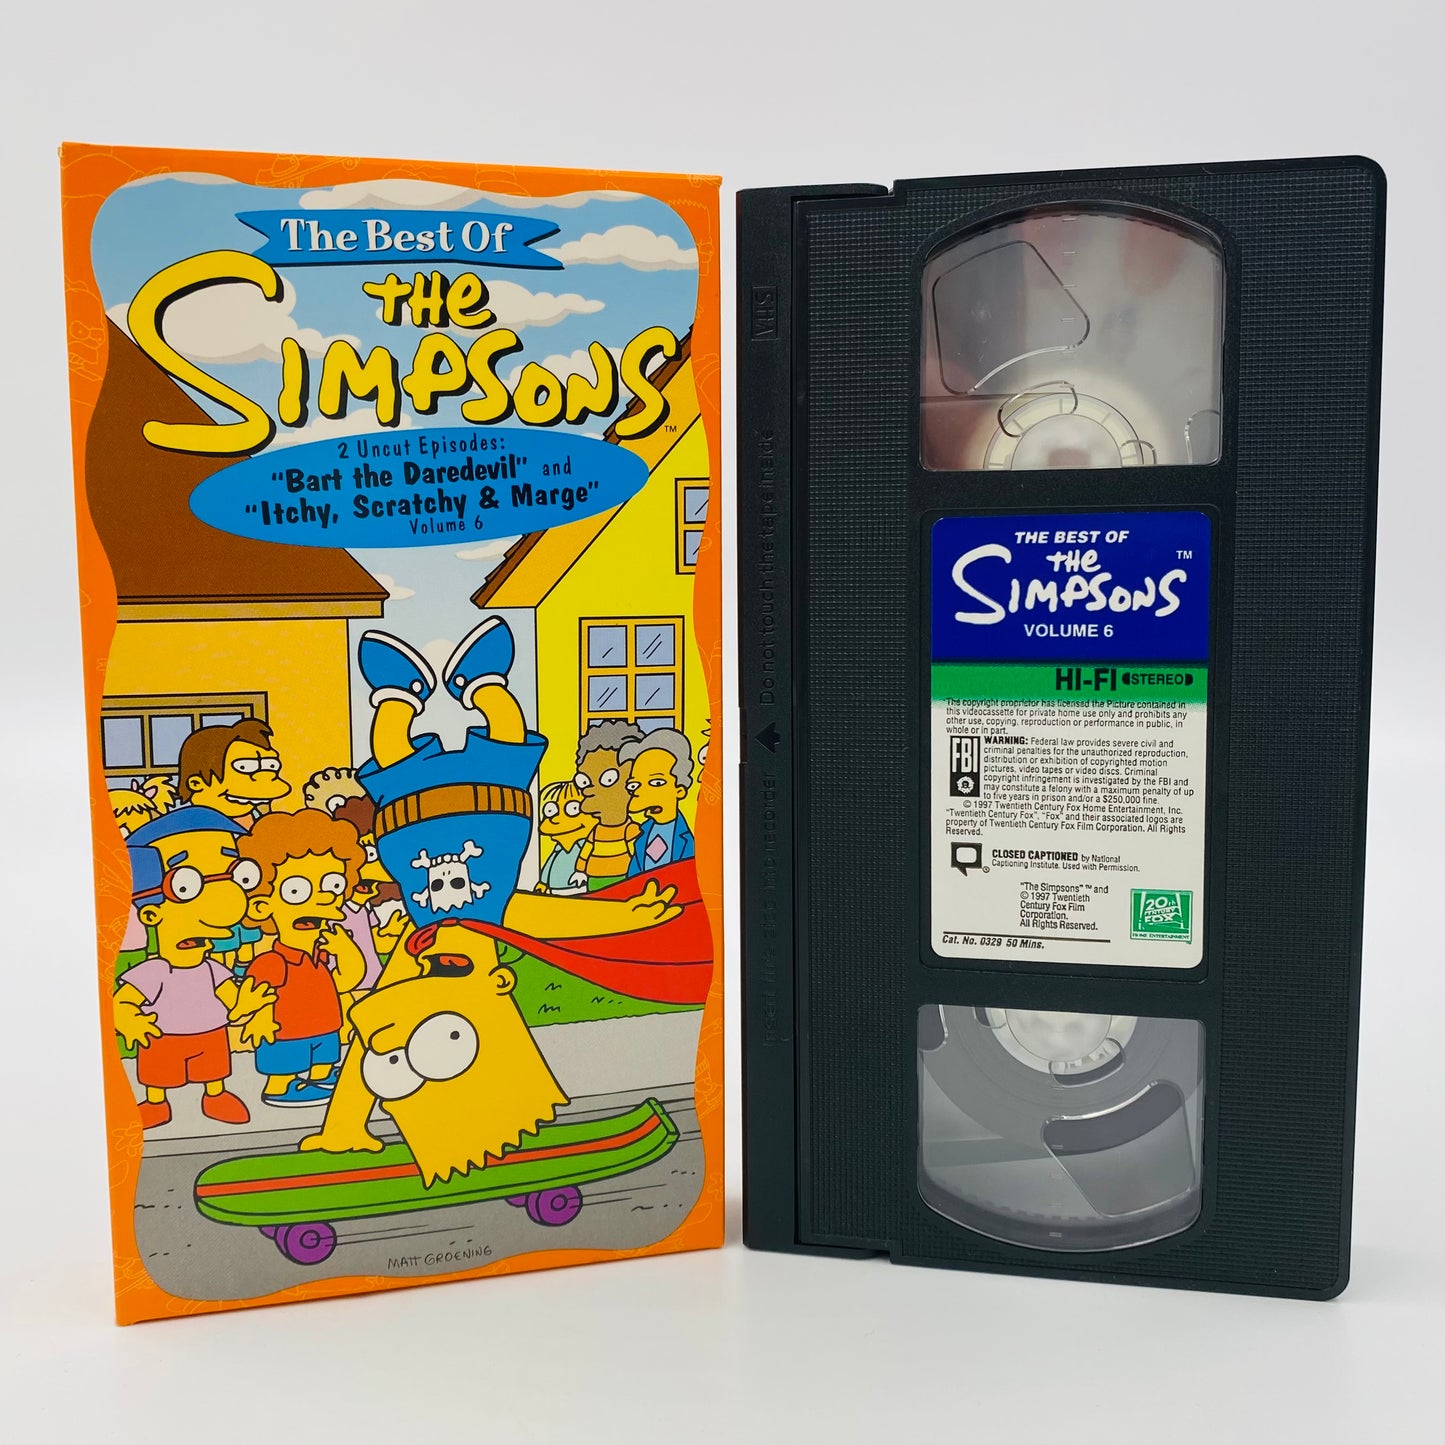 The Best Of
THE
SIMPSONS™
2 Uncut Episodes:
"Bart the Daredevil" and
"Itchy, Scratchy & Marge"
Volume 6
MATT GROENING
VHS
Do not touch the tape inside
Insert this side into recorder
THE BEST OF
THE ™
SIMPSONS
VOLUME 6
HI-FI STEREO
The copyright proprietor has licensed the Picture contained in
this videocassette for private home use only and prohibits any
other use, copying, reproduction or performance in public, in
whole or in part.
FBI WARNING: Federal law provides severe civil and
criminal penalties for the unauthorized reproduction,
distribution or exhibition of copyrighted motion
pictures, video tapes or video discs. Criminal
copyright infringement is investigated by the FBI and
may constitute a felony with a maximum penalty of up
to five years in prison and/or a $250,000 fine.
© 1997 Twentieth Century Fox Home Entertainment, Inc.
"Twentieth Century Fox", "Fox" and their associated logos are
property of Twentieth Century Fox Film Corporation. All Rights
Reserved.
CLOSED CAPTIONED by National
Captioning Institute. Used with Permission.
"The Simpsons" ™ and
© 1997 Twentieth
Century Fox Film
Corporation.
All Rights Reserved.
20th
CENTURY
FOX
HOME ENTERTAINMENT
Cat. No. 0329 50 Mins.